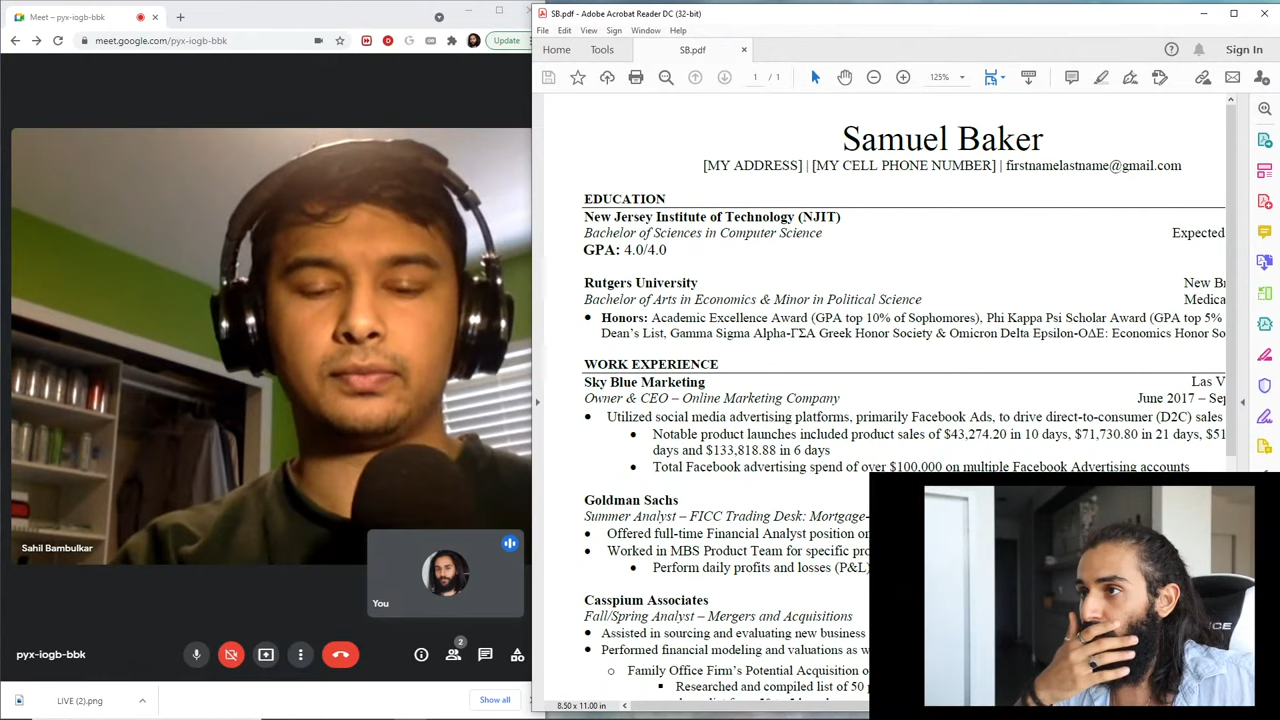 Meet – pyx-iogb-bbk
meet.google.com/pyx-iogb-bbk
Update
Sahil Bambulkar
You
pyx-iogb-bbk
2
LIVE (2).png
Show all
SB.pdf - Adobe Acrobat Reader DC (32-bit)
File Edit View Sign Window Help
Home Tools SB.pdf Sign In
1 / 1 125%
Samuel Baker
[MY ADDRESS] | [MY CELL PHONE NUMBER] | firstnamelastname@gmail.com
EDUCATION
New Jersey Institute of Technology (NJIT)
Bachelor of Sciences in Computer Science Expected
GPA: 4.0/4.0
Rutgers University New Br
Bachelor of Arts in Economics & Minor in Political Science Medica
• Honors: Academic Excellence Award (GPA top 10% of Sophomores), Phi Kappa Psi Scholar Award (GPA top 5%
Dean's List, Gamma Sigma Alpha-ΓΣΑ Greek Honor Society & Omicron Delta Epsilon-ΟΔΕ: Economics Honor So
WORK EXPERIENCE
Sky Blue Marketing Las V
Owner & CEO – Online Marketing Company June 2017 – Sep
• Utilized social media advertising platforms, primarily Facebook Ads, to drive direct-to-consumer (D2C) sales
• Notable product launches included product sales of $43,274.20 in 10 days, $71,730.80 in 21 days, $51
days and $133,818.88 in 6 days
• Total Facebook advertising spend of over $100,000 on multiple Facebook Advertising accounts
Goldman Sachs
Summer Analyst – FICC Trading Desk: Mortgage-
• Offered full-time Financial Analyst position on
• Worked in MBS Product Team for specific pro
• Perform daily profits and losses (P&L)
Casspium Associates
Fall/Spring Analyst – Mergers and Acquisitions
• Assisted in sourcing and evaluating new business
• Performed financial modeling and valuations as w
o Family Office Firm's Potential Acquisition o
▪ Researched and compiled list of 50 p
8.50 x 11.00 in